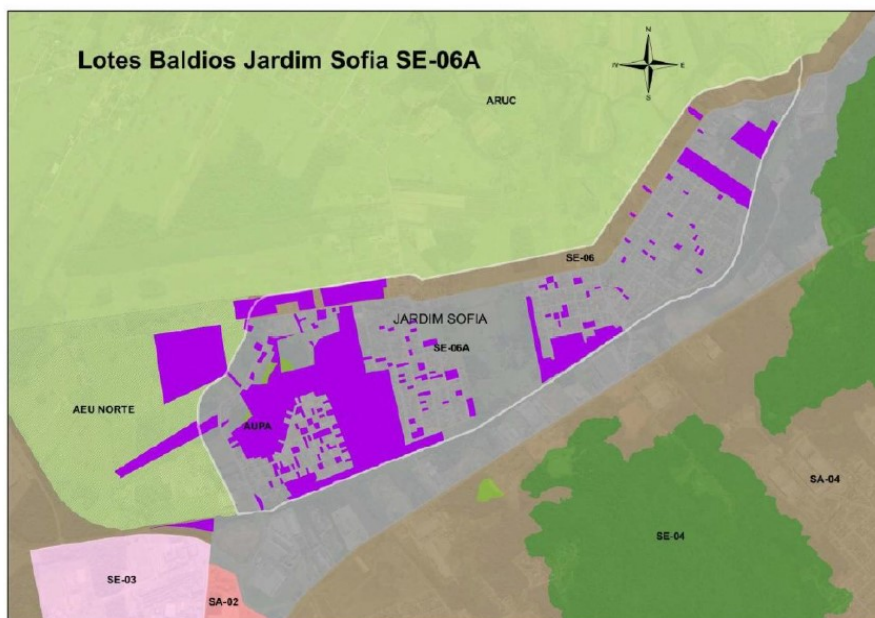 Lotes Baldios Jardim Sofia SE-06A
N
E
S
ARUC
SE-06
JARDIM SOFIA
SE-06A
AEU NORTE
AUPA
SA-04
SE-04
SE-03
SA-02